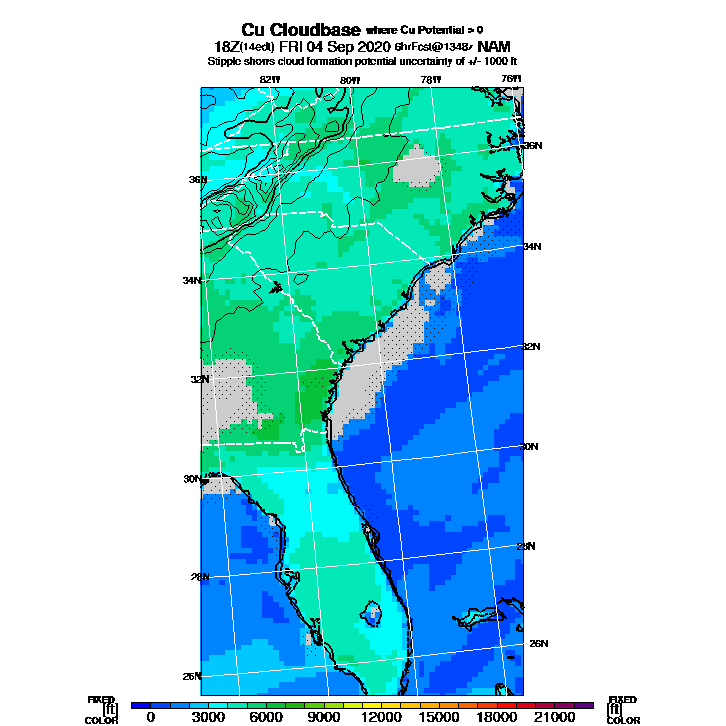 Cu Cloudbase where Cu Potential > 0
18Z(14edt) FRI 04 Sep 2020 6hrFcst@1348z NAM
Stipple shows cloud formation potential uncertainty of +/- 1000 ft
82W 80W 78W 76W
36N
36N
34N
34N
32N
32N
30N
30N
28N
28N
26N
26N
FIXED FIXED
[ft] [ft]
COLOR COLOR
0 3000 6000 9000 12000 15000 18000 21000